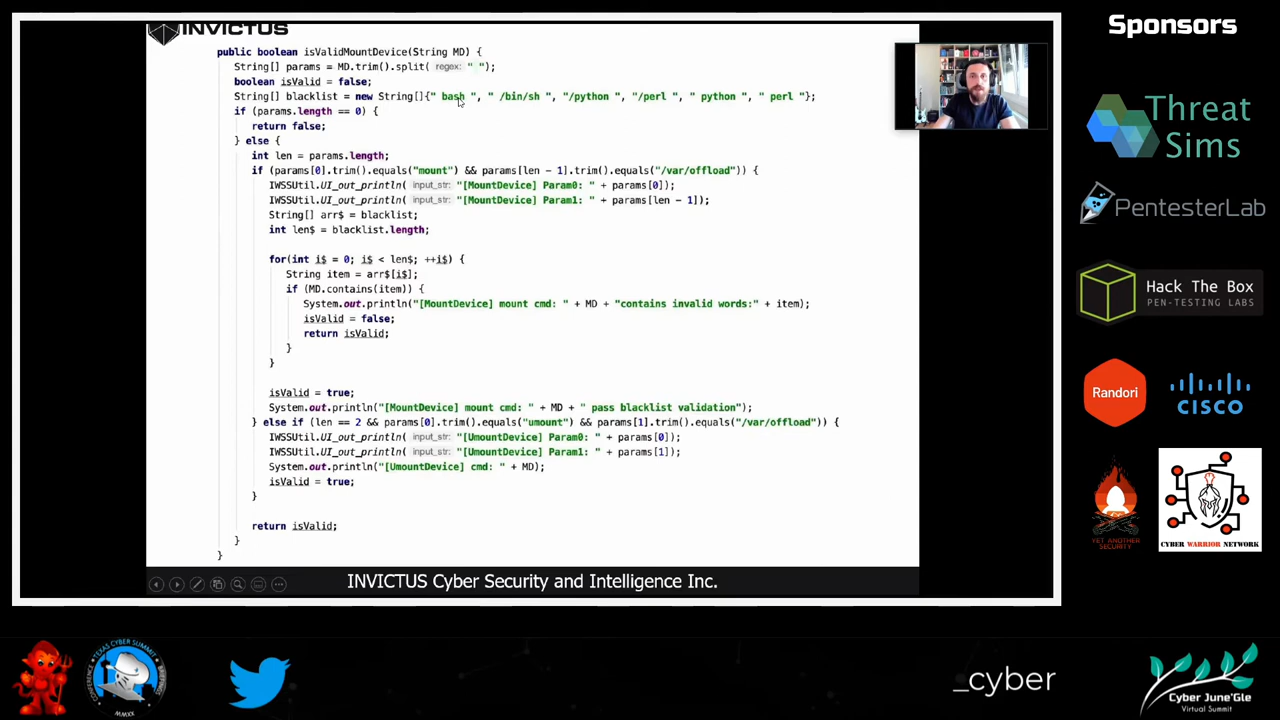 INVICTUS
public boolean isValidMountDevice(String MD) {
String[] params = MD.trim().split( regex: " ");
boolean isValid = false;
String[] blacklist = new String[]{" bash ", " /bin/sh ", "/python ", "/perl ", " python ", " perl "};
if (params.length == 0) {
return false;
} else {
int len = params.length;
if (params[0].trim().equals("mount") && params[len - 1].trim().equals("/var/offload")) {
IWSSUtil.UI_out_println( input_str: "[MountDevice] Param0: " + params[0]);
IWSSUtil.UI_out_println( input_str: "[MountDevice] Param1: " + params[len - 1]);
String[] arr$ = blacklist;
int len$ = blacklist.length;
for(int i$ = 0; i$ < len$; ++i$) {
String item = arr$[i$];
if (MD.contains(item)) {
System.out.println("[MountDevice] mount cmd: " + MD + "contains invalid words:" + item);
isValid = false;
return isValid;
}
}
isValid = true;
System.out.println("[MountDevice] mount cmd: " + MD + " pass blacklist validation");
} else if (len == 2 && params[0].trim().equals("umount") && params[1].trim().equals("/var/offload")) {
IWSSUtil.UI_out_println( input_str: "[UmountDevice] Param0: " + params[0]);
IWSSUtil.UI_out_println( input_str: "[UmountDevice] Param1: " + params[1]);
System.out.println("[UmountDevice] cmd: " + MD);
isValid = true;
}
return isValid;
}
}
INVICTUS Cyber Security and Intelligence Inc.
Sponsors
Threat
Sims
PentesterLab
Hack The Box
PEN-TESTING LABS
Randori
CISCO
YET ANOTHER
SECURITY
CYBER WARRIOR NETWORK
TEXAS CYBER SUMMIT
CONFERENCE
BRIEFINGS
MMXX
_cyber
Cyber June'Gle
Virtual Summit